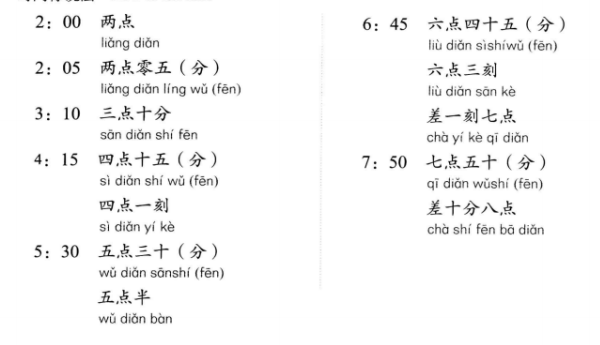 2：00 两点
liǎng diǎn
2：05 两点零五（分）
liǎng diǎn líng wǔ (fēn)
3：10 三点十分
sān diǎn shí fēn
4：15 四点十五（分）
sì diǎn shí wǔ (fēn)
四点一刻
sì diǎn yí kè
5：30 五点三十（分）
wǔ diǎn sānshí (fēn)
五点半
wǔ diǎn bàn
6：45 六点四十五（分）
liù diǎn sìshíwǔ (fēn)
六点三刻
liù diǎn sān kè
差一刻七点
chà yí kè qī diǎn
7：50 七点五十（分）
qī diǎn wǔshí (fēn)
差十分八点
chà shí fēn bā diǎn